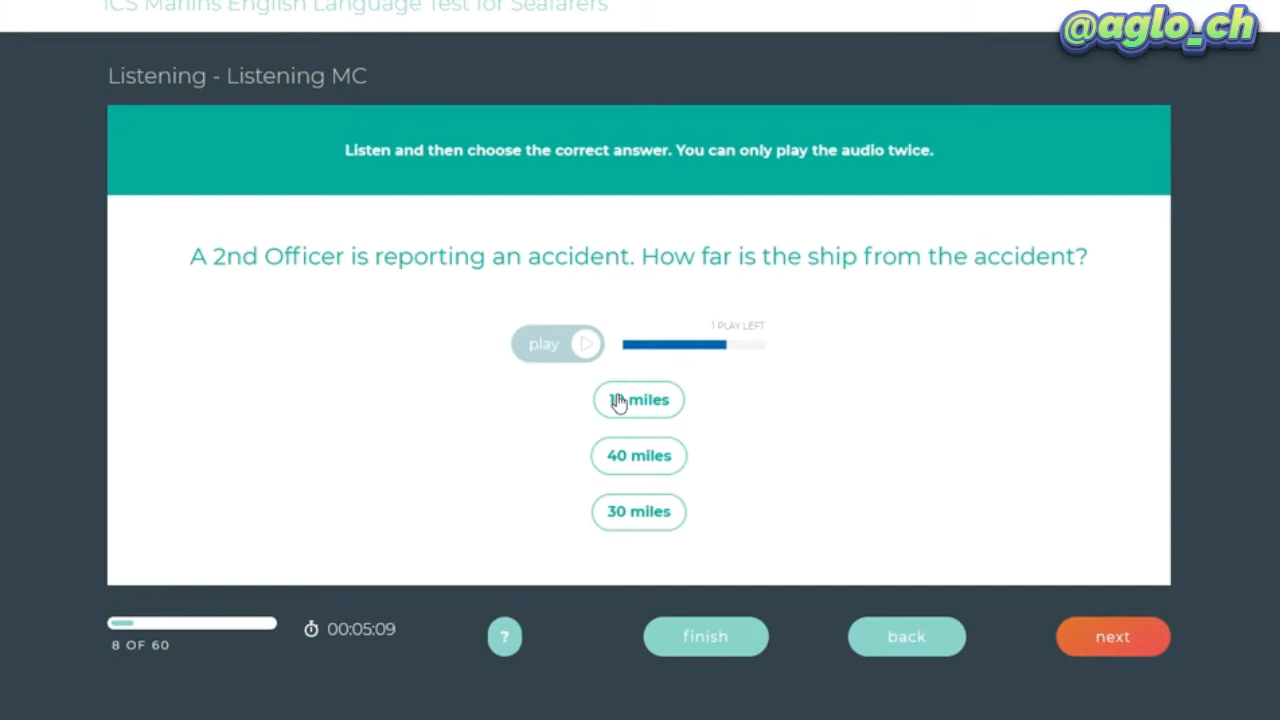 ICS Marlins English Language Test for Seafarers
@aglo_ch
Listening - Listening MC
Listen and then choose the correct answer. You can only play the audio twice.
A 2nd Officer is reporting an accident. How far is the ship from the accident?
1 PLAY LEFT
play
miles
40 miles
30 miles
8 OF 60
00:05:09
?
finish
back
next